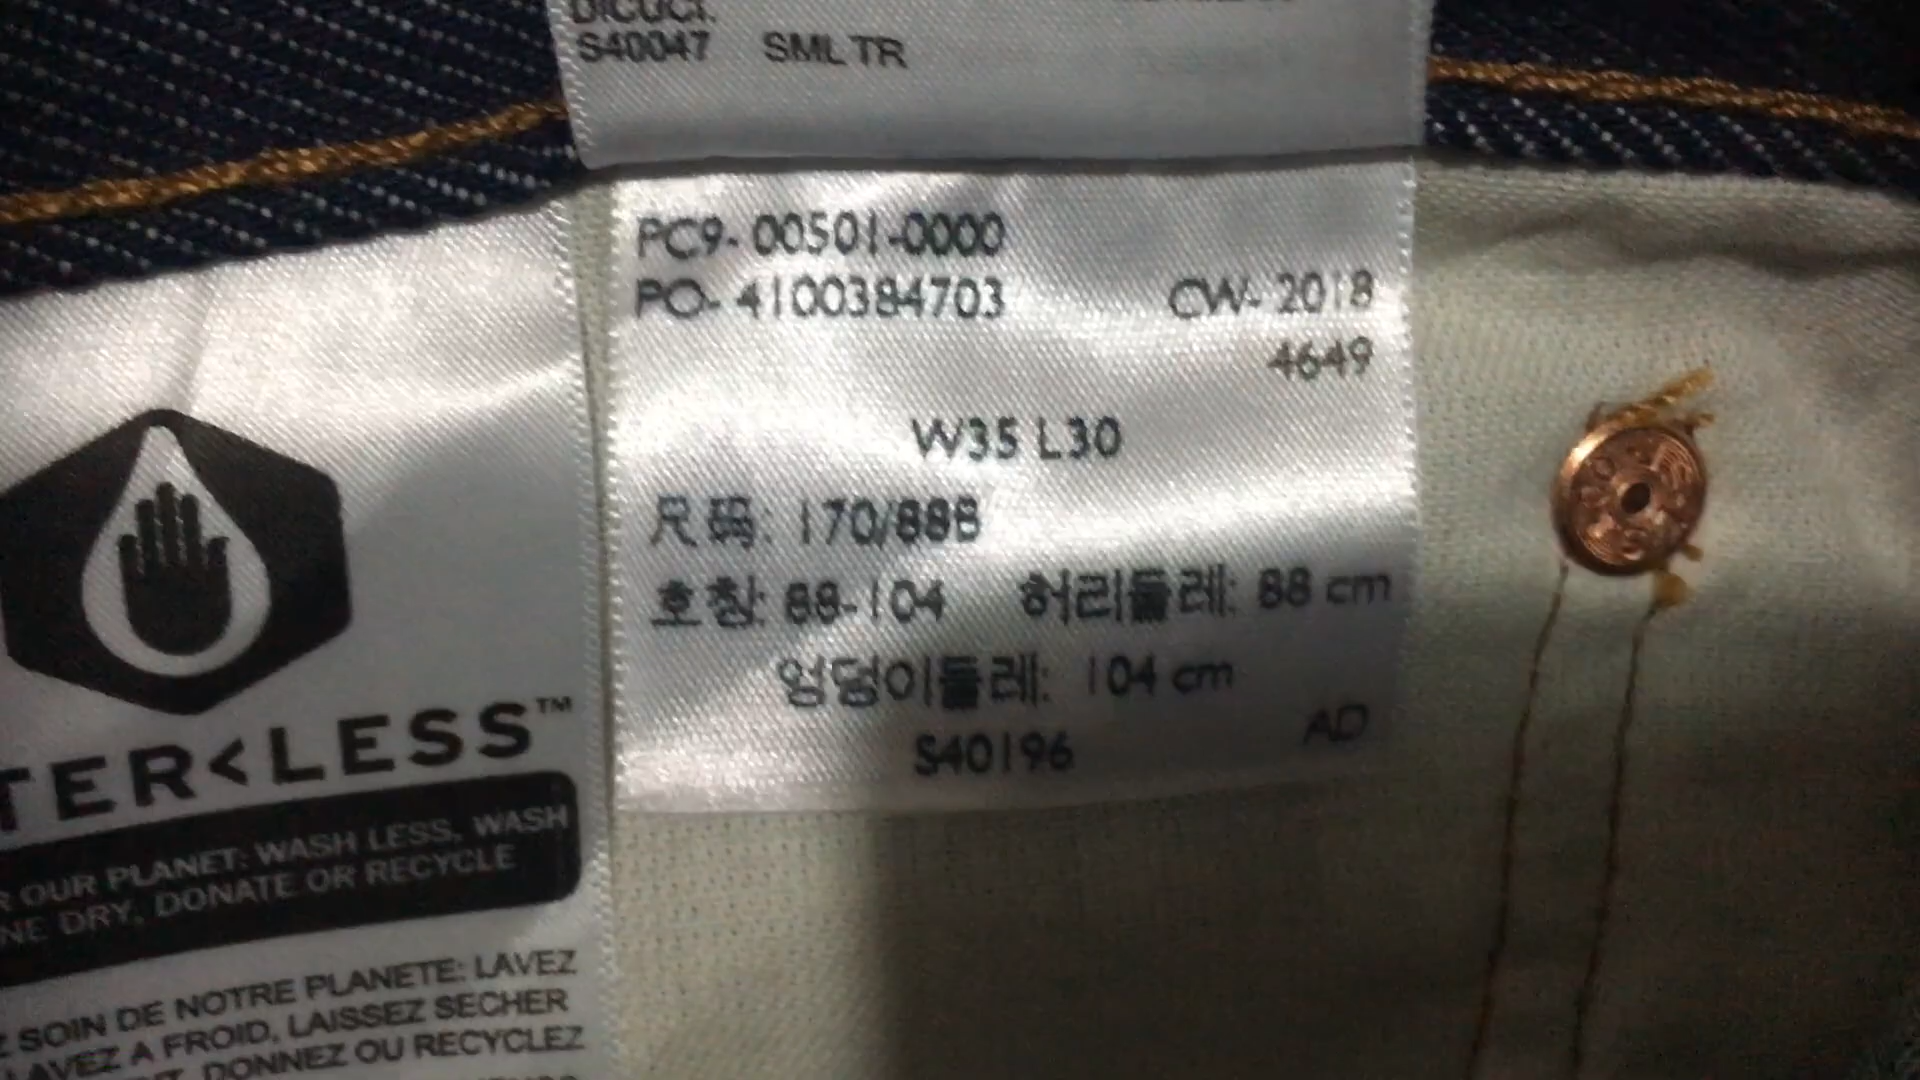 S40047 SML TR
PC9- 00501-0000
PO- 4100384703 CW- 2018
4649
W35 L30
尺码: 170/88B
호칭: 88-104 허리둘레: 88 cm
엉덩이둘레: 104 cm
S40196 AD
TER<LESS™
OUR PLANET: WASH LESS, WASH
NE DRY, DONATE OR RECYCLE
SOIN DE NOTRE PLANETE: LAVEZ
LAVEZ A FROID, LAISSEZ SECHER
DONNEZ OU RECYCLEZ